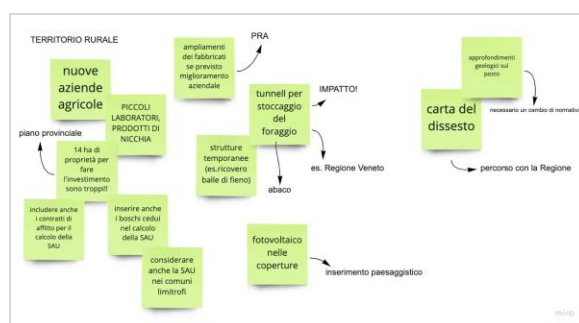 TERRITORIO RURALE
nuove
aziende
agricole
PICCOLI
LABORATORI,
PRODOTTI DI
NICCHIA
piano provinciale
14 ha di
proprietà per
fare
l'investimento
sono troppi!!
includere anche
i contratti di
affitto per il
calcolo della
SAU
inserire anche
i boschi cedui
nel calcolo
della SAU
considerare
anche la SAU
nei comuni
limitrofi
ampliamenti
dei fabbricati
se previsto
miglioramento
aziendale
PRA
tunnell per
stoccaggio
del
foraggio
IMPATTO!
es. Regione Veneto
abaco
strutture
temporanee
(es.ricovero
balle di fieno)
fotovoltaico
nelle
coperture
inserimento paesaggistico
approfondimenti
geologici sul
posto
necessario un cambio di normativa
carta del
dissesto
percorso con la Regione
miro